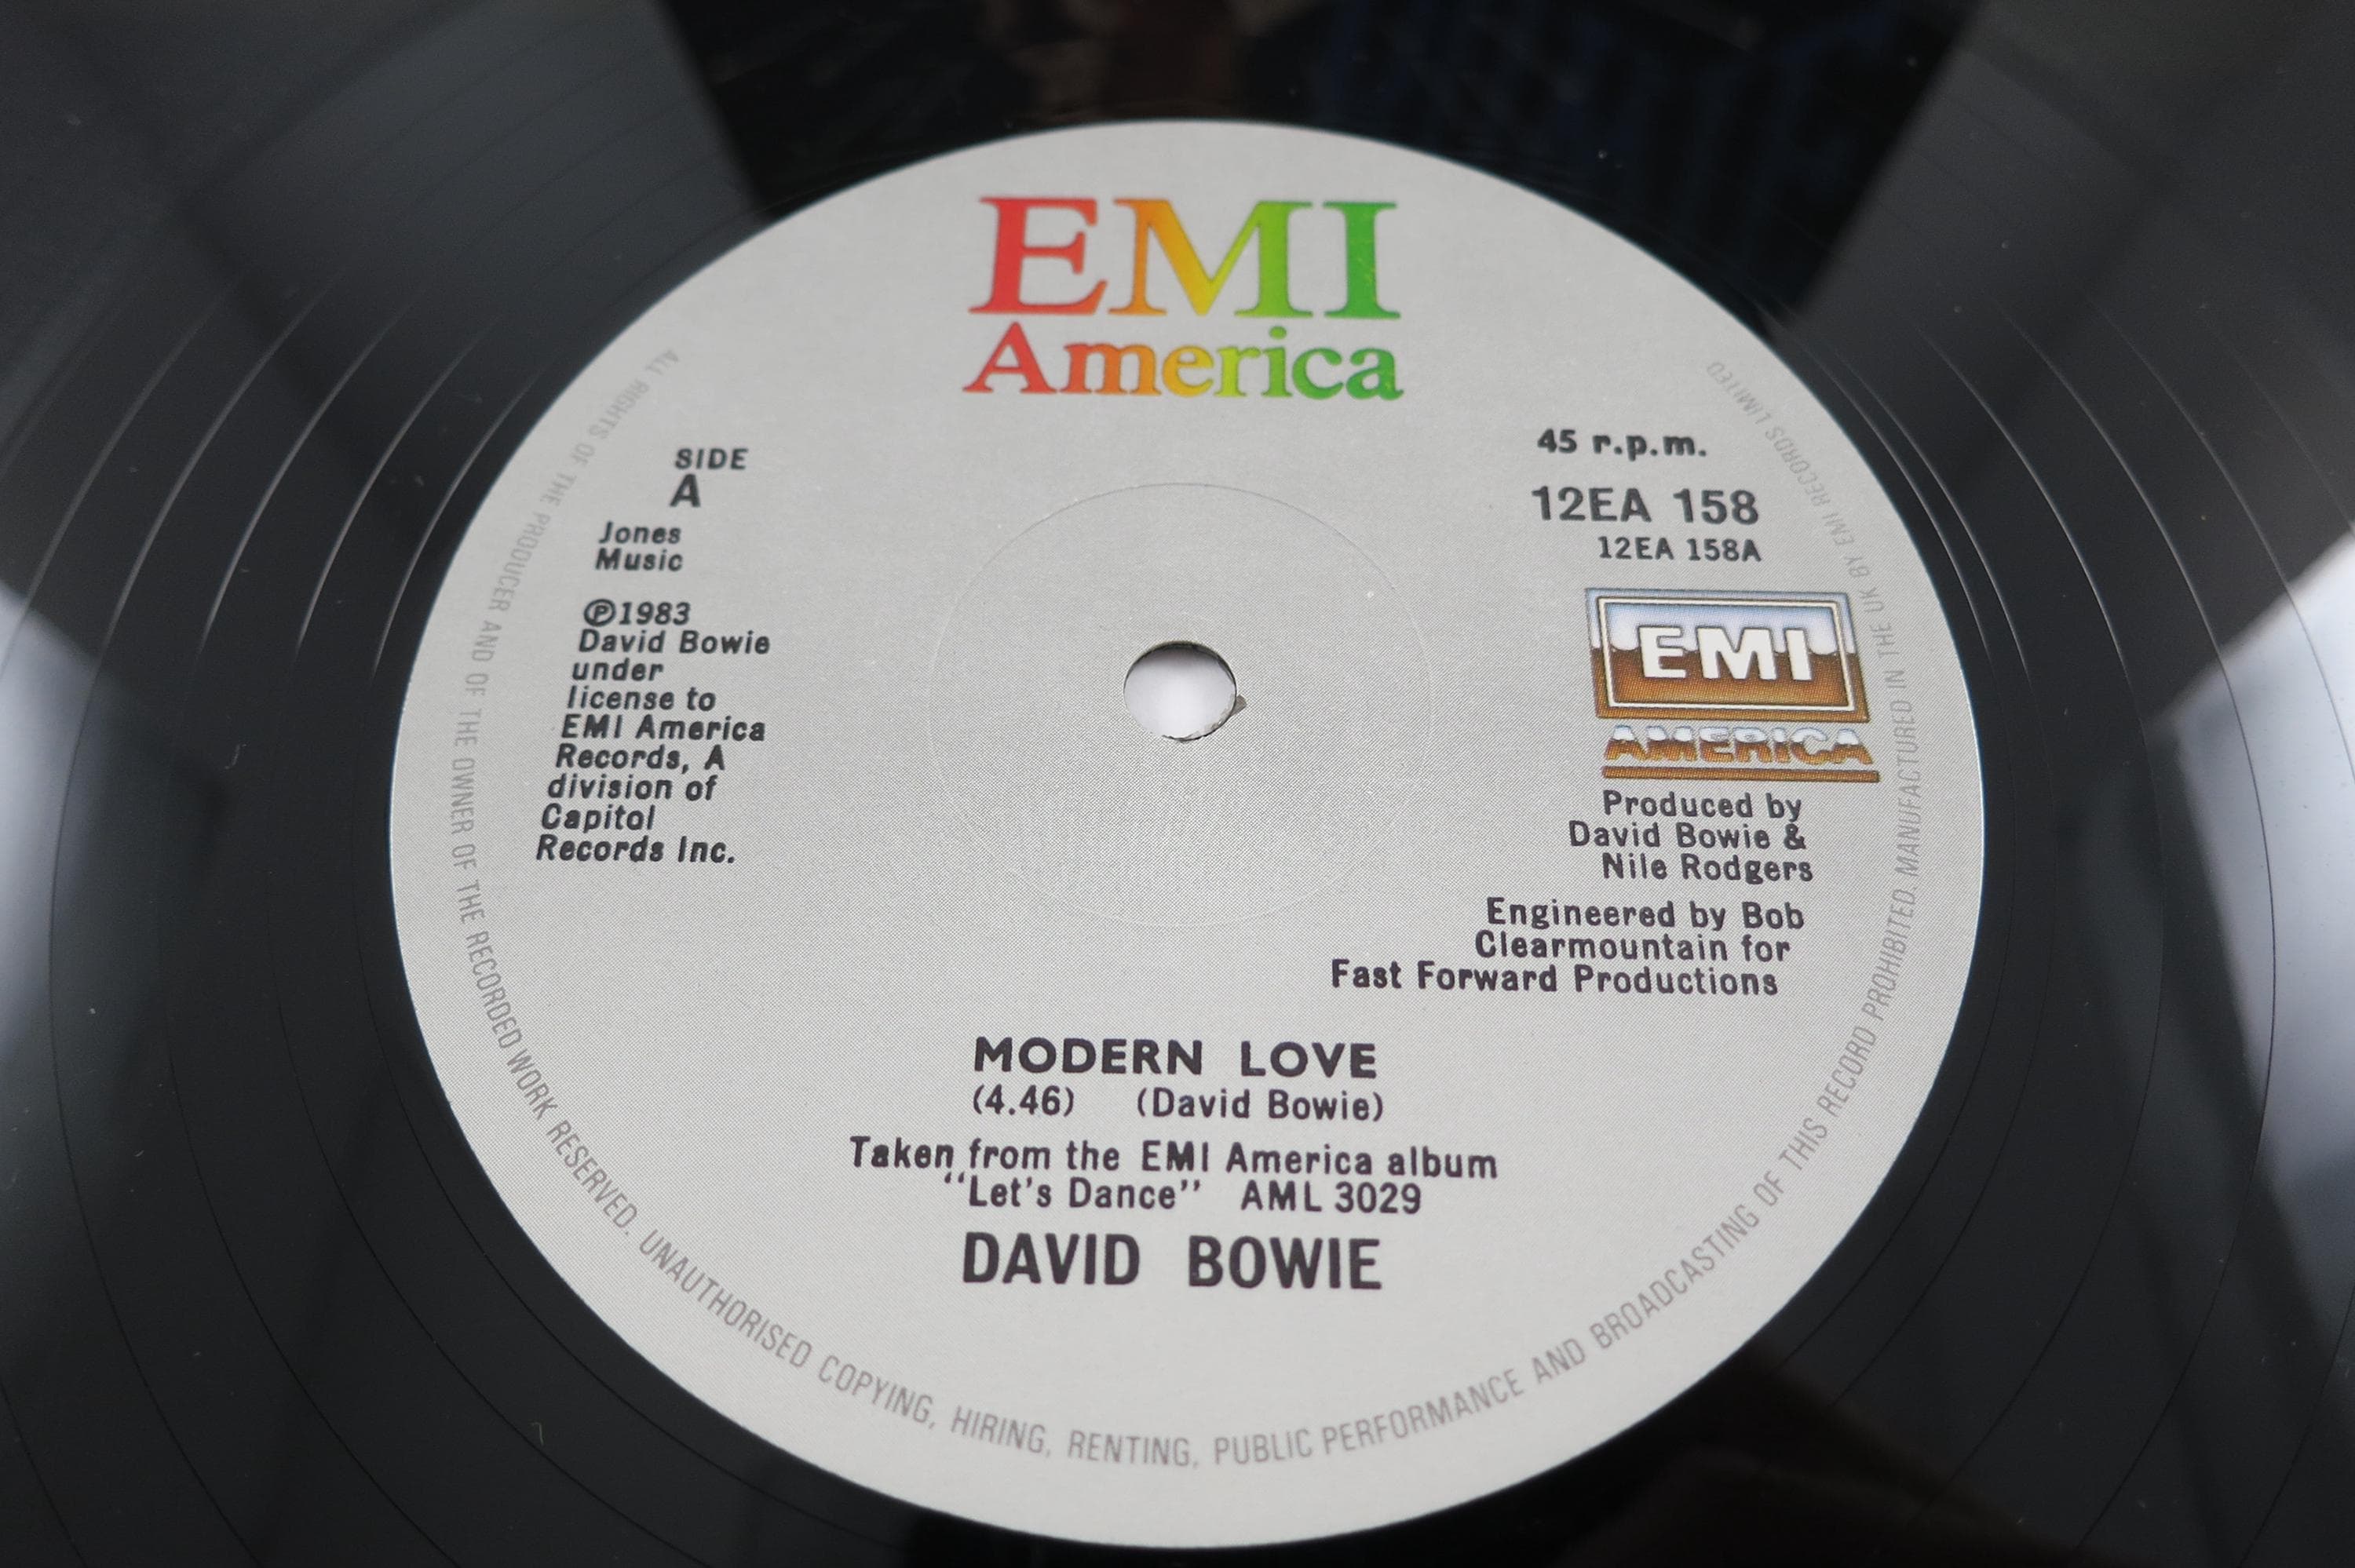 EMI
America
SIDE
A
Jones
Music
℗1983
David Bowie
under
license to
EMI America
Records, A
division of
Capitol
Records Inc.
45 r.p.m.
12EA 158
12EA 158A
EMI
AMERICA
Produced by
David Bowie &
Nile Rodgers
Engineered by Bob
Clearmountain for
Fast Forward Productions
MODERN LOVE
(4.46) (David Bowie)
Taken from the EMI America album
"Let's Dance" AML 3029
DAVID BOWIE
ALL RIGHTS OF THE PRODUCER AND OF THE OWNER OF THE RECORDED WORK RESERVED. UNAUTHORISED COPYING, HIRING, RENTING, PUBLIC PERFORMANCE AND BROADCASTING OF THIS RECORD PROHIBITED. MANUFACTURED IN THE UK BY EMI RECORDS LIMITED